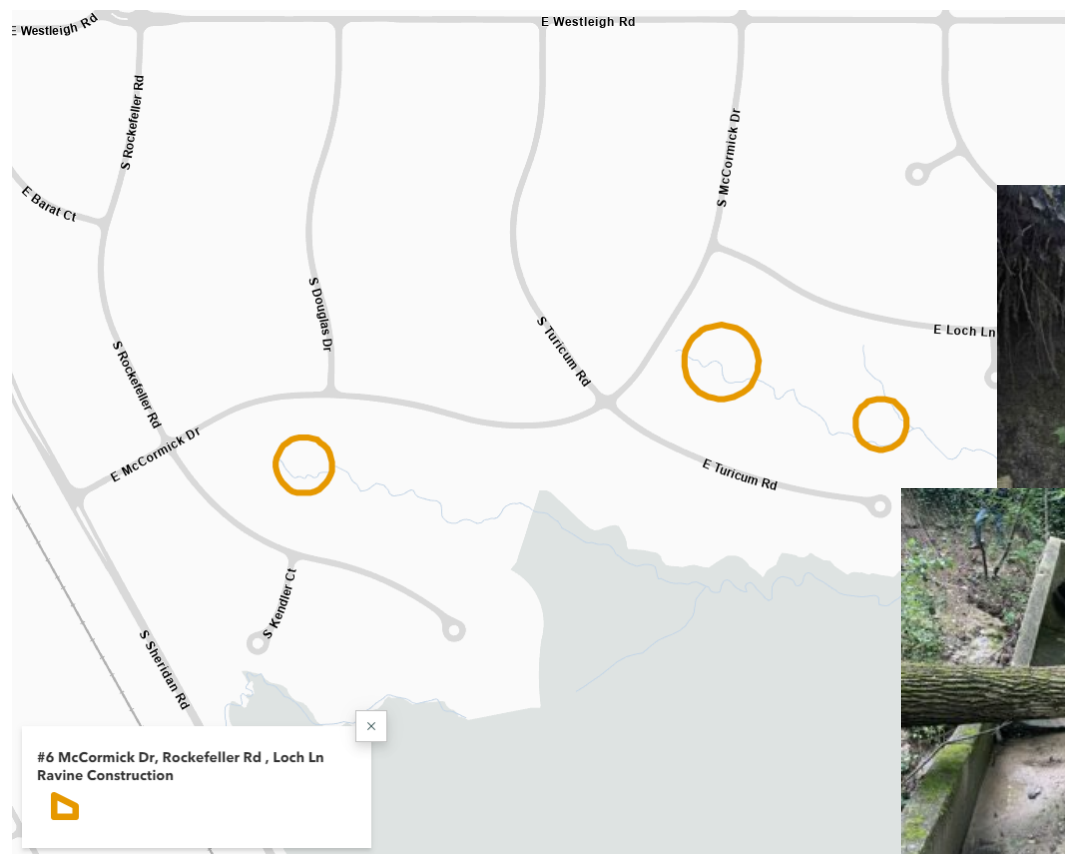 E Westleigh Rd
E Westleigh Rd
S Rockefeller Rd
S McCormick Dr
E Barat Ct
S Douglas Dr
S Turicum Rd
E Loch Ln
S Rockefeller Rd
E McCormick Dr
E Turicum Rd
S Kendler Ct
S Sheridan Rd
#6 McCormick Dr, Rockefeller Rd , Loch Ln
Ravine Construction